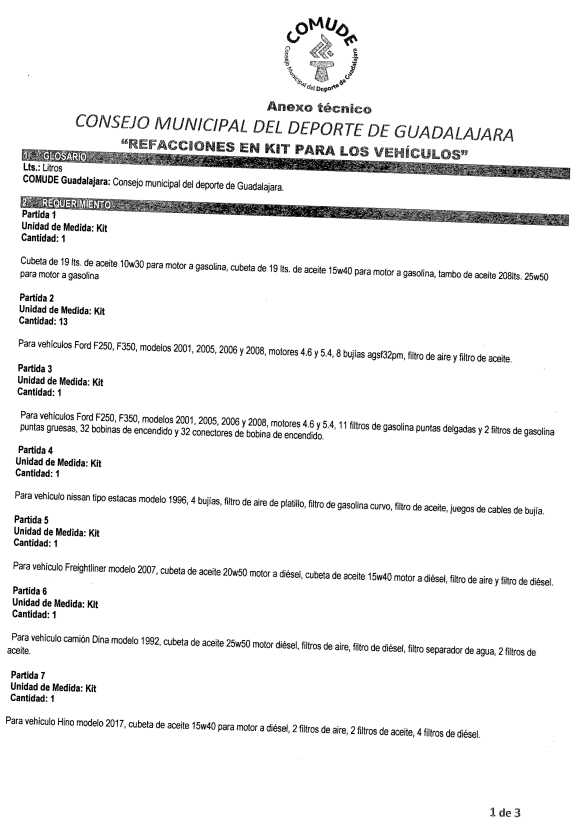 COMUDE
Consejo Municipal del Deporte de Guadalajara
Anexo técnico
CONSEJO MUNICIPAL DEL DEPORTE DE GUADALAJARA
"REFACCIONES EN KIT PARA LOS VEHÍCULOS"
1. GLOSARIO
Lts.: Litros
COMUDE Guadalajara: Consejo municipal del deporte de Guadalajara.
2. REQUERIMIENTO:
Partida 1
Unidad de Medida: Kit
Cantidad: 1
Cubeta de 19 lts. de aceite 10w30 para motor a gasolina, cubeta de 19 lts. de aceite 15w40 para motor a gasolina, tambo de aceite 208lts. 25w50
para motor a gasolina
Partida 2
Unidad de Medida: Kit
Cantidad: 13
Para vehículos Ford F250, F350, modelos 2001, 2005, 2006 y 2008, motores 4.6 y 5.4, 8 bujías agsf32pm, filtro de aire y filtro de aceite.
Partida 3
Unidad de Medida: Kit
Cantidad: 1
Para vehículos Ford F250, F350, modelos 2001, 2005, 2006 y 2008, motores 4.6 y 5.4, 11 filtros de gasolina puntas delgadas y 2 filtros de gasolina
puntas gruesas, 32 bobinas de encendido y 32 conectores de bobina de encendido.
Partida 4
Unidad de Medida: Kit
Cantidad: 1
Para vehículo nissan tipo estacas modelo 1996, 4 bujías, filtro de aire de platillo, filtro de gasolina curvo, filtro de aceite, juegos de cables de bujía.
Partida 5
Unidad de Medida: Kit
Cantidad: 1
Para vehículo Freightliner modelo 2007, cubeta de aceite 20w50 motor a diésel, cubeta de aceite 15w40 motor a diésel, filtro de aire y filtro de diésel.
Partida 6
Unidad de Medida: Kit
Cantidad: 1
Para vehículo camión Dina modelo 1992, cubeta de aceite 25w50 motor diésel, filtros de aire, filtro de diésel, filtro separador de agua, 2 filtros de
aceite.
Partida 7
Unidad de Medida: Kit
Cantidad: 1
Para vehículo Hino modelo 2017, cubeta de aceite 15w40 para motor a diésel, 2 filtros de aire, 2 filtros de aceite, 4 filtros de diésel.
1 de 3